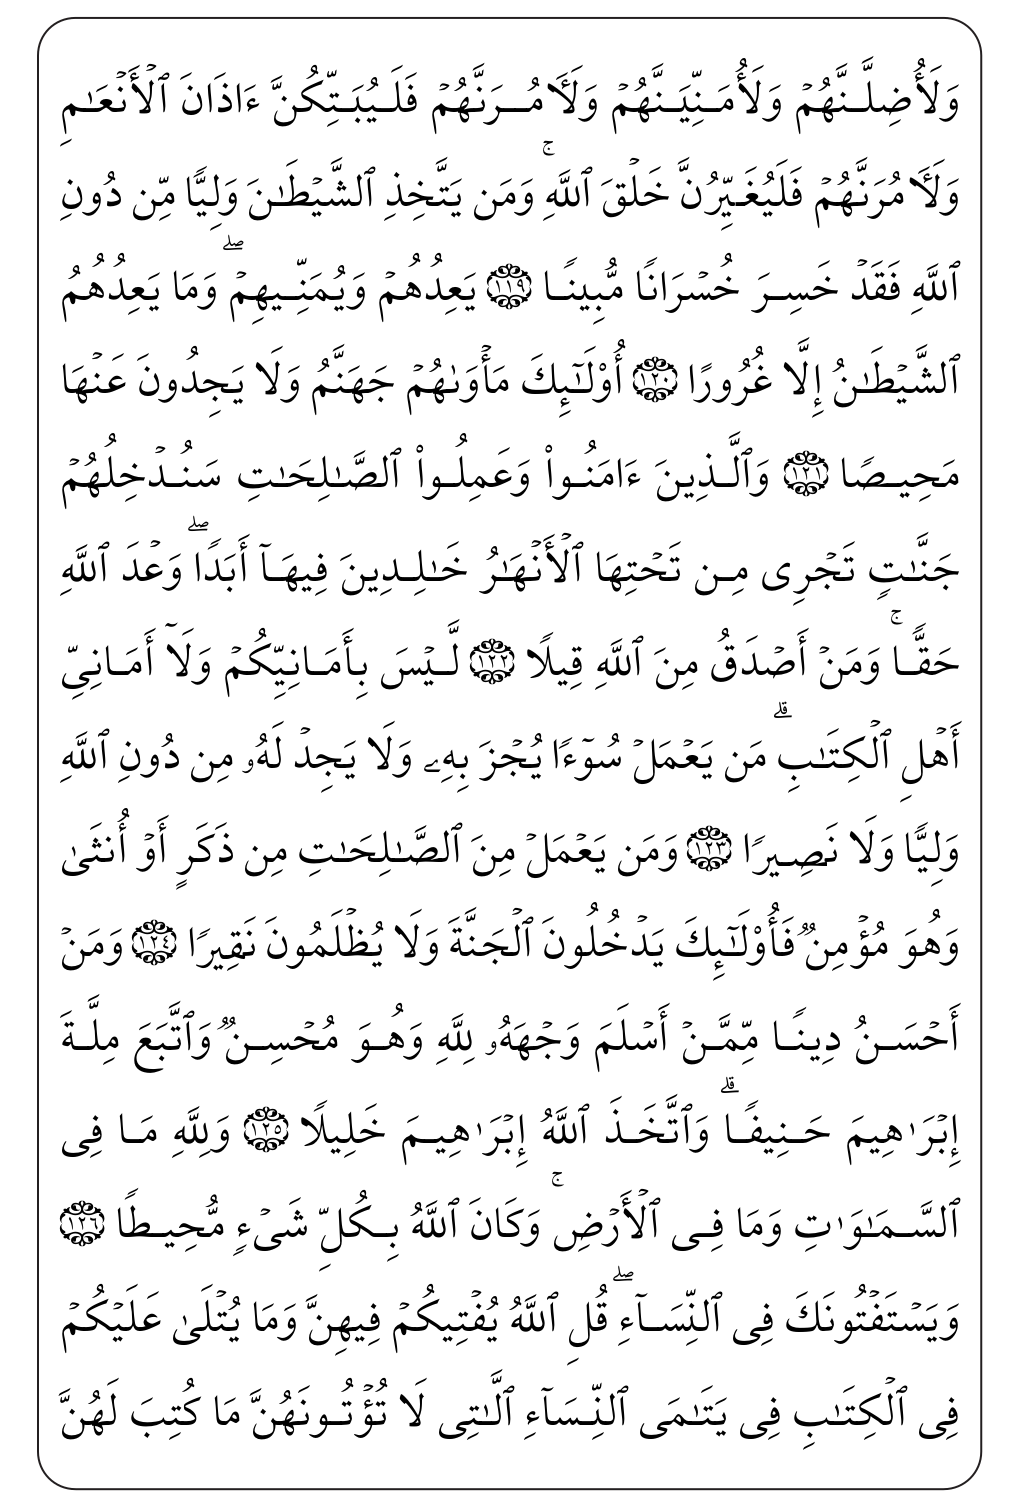 وَلَأُضِلَّنَّهُمۡ وَلَأُمَنِّيَنَّهُمۡ وَلَأٓمُرَنَّهُمۡ فَلَيُبَتِّكُنَّ ءَاذَانَ ٱلۡأَنۡعَٰمِ
وَلَأٓمُرَنَّهُمۡ فَلَيُغَيِّرُنَّ خَلۡقَ ٱللَّهِۚ وَمَن يَتَّخِذِ ٱلشَّيۡطَٰنَ وَلِيّٗا مِّن دُونِ
ٱللَّهِ فَقَدۡ خَسِرَ خُسۡرَانٗا مُّبِينٗا ١١٩ يَعِدُهُمۡ وَيُمَنِّيهِمۡۖ وَمَا يَعِدُهُمُ
ٱلشَّيۡطَٰنُ إِلَّا غُرُورًا ١٢٠ أُوْلَٰٓئِكَ مَأۡوَىٰهُمۡ جَهَنَّمُ وَلَا يَجِدُونَ عَنۡهَا
مَحِيصٗا ١٢١ وَٱلَّذِينَ ءَامَنُواْ وَعَمِلُواْ ٱلصَّٰلِحَٰتِ سَنُدۡخِلُهُمۡ
جَنَّٰتٖ تَجۡرِي مِن تَحۡتِهَا ٱلۡأَنۡهَٰرُ خَٰلِدِينَ فِيهَآ أَبَدٗاۖ وَعۡدَ ٱللَّهِ
حَقّٗاۚ وَمَنۡ أَصۡدَقُ مِنَ ٱللَّهِ قِيلٗا ١٢٢ لَّيۡسَ بِأَمَانِيِّكُمۡ وَلَآ أَمَانِيِّ
أَهۡلِ ٱلۡكِتَٰبِۗ مَن يَعۡمَلۡ سُوٓءٗا يُجۡزَ بِهِۦ وَلَا يَجِدۡ لَهُۥ مِن دُونِ ٱللَّهِ
وَلِيّٗا وَلَا نَصِيرٗا ١٢٣ وَمَن يَعۡمَلۡ مِنَ ٱلصَّٰلِحَٰتِ مِن ذَكَرٍ أَوۡ أُنثَىٰ
وَهُوَ مُؤۡمِنٞ فَأُوْلَٰٓئِكَ يَدۡخُلُونَ ٱلۡجَنَّةَ وَلَا يُظۡلَمُونَ نَقِيرٗا ١٢٤ وَمَنۡ
أَحۡسَنُ دِينٗا مِّمَّنۡ أَسۡلَمَ وَجۡهَهُۥ لِلَّهِ وَهُوَ مُحۡسِنٞ وَٱتَّبَعَ مِلَّةَ
إِبۡرَٰهِيمَ حَنِيفٗاۗ وَٱتَّخَذَ ٱللَّهُ إِبۡرَٰهِيمَ خَلِيلٗا ١٢٥ وَلِلَّهِ مَا فِي
ٱلسَّمَٰوَٰتِ وَمَا فِي ٱلۡأَرۡضِۚ وَكَانَ ٱللَّهُ بِكُلِّ شَيۡءٖ مُّحِيطٗا ١٢٦
وَيَسۡتَفۡتُونَكَ فِي ٱلنِّسَآءِۖ قُلِ ٱللَّهُ يُفۡتِيكُمۡ فِيهِنَّ وَمَا يُتۡلَىٰ عَلَيۡكُمۡ
فِي ٱلۡكِتَٰبِ فِي يَتَٰمَى ٱلنِّسَآءِ ٱلَّٰتِي لَا تُؤۡتُونَهُنَّ مَا كُتِبَ لَهُنَّ